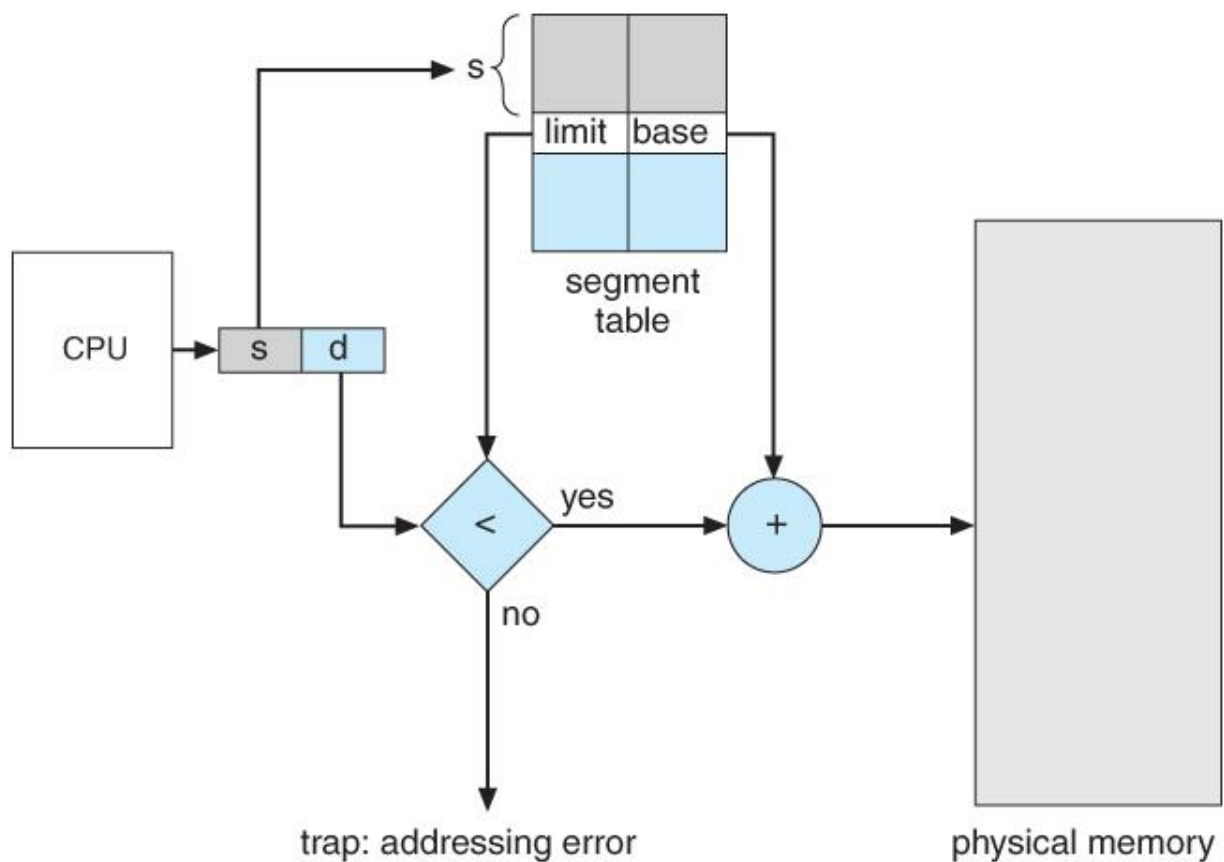 s
limit base
segment
table
CPU
s d
< yes +
no
trap: addressing error
physical memory